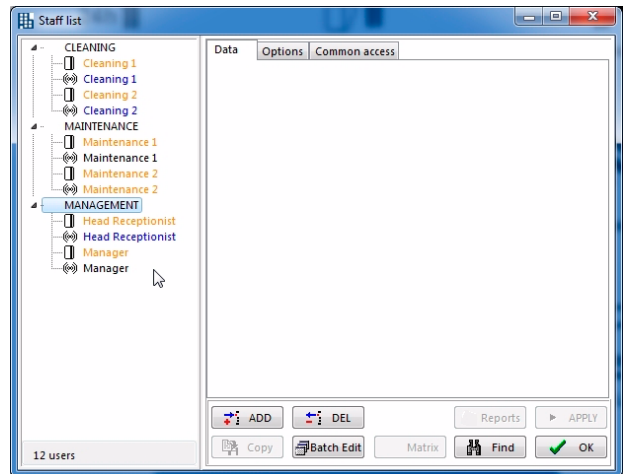 Staff list
CLEANING
Cleaning 1
Cleaning 1
Cleaning 2
Cleaning 2
MAINTENANCE
Maintenance 1
Maintenance 1
Maintenance 2
Maintenance 2
MANAGEMENT
Head Receptionist
Head Receptionist
Manager
Manager
12 users
Data Options Common access
ADD DEL Reports APPLY
Copy Batch Edit Matrix Find OK